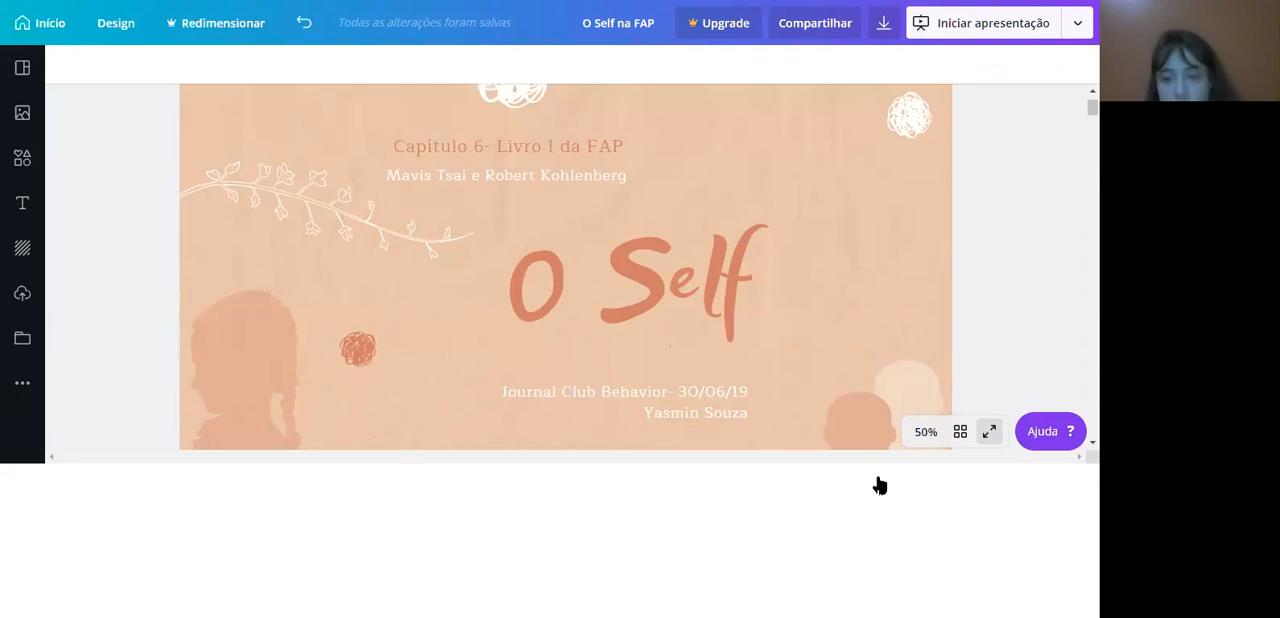 Início
Design
Redimensionar
Todas as alterações foram salvas
O Self na FAP
Upgrade
Compartilhar
Iniciar apresentação
Capítulo 6- Livro I da FAP
Mavis Tsai e Robert Kohlenberg
O Self
Journal Club Behavior- 30/06/19
Yasmin Souza
50%
Ajuda ?